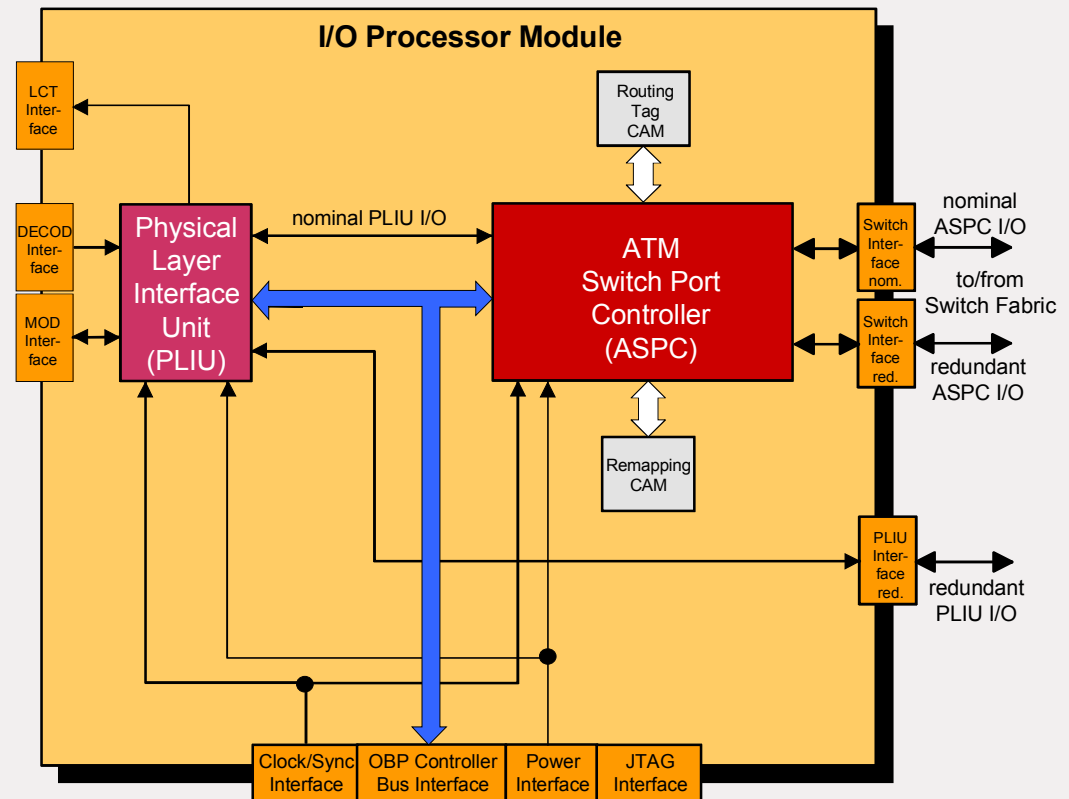 I/O Processor Module
LCT
Inter-
face
DECOD
Inter-
face
MOD
Inter-
face
Physical
Layer
Interface
Unit
(PLIU)
nominal PLIU I/O
Routing
Tag
CAM
ATM
Switch Port
Controller
(ASPC)
Remapping
CAM
Switch
Inter-
face
nom.
Switch
Inter-
face
red.
nominal
ASPC I/O
to/from
Switch Fabric
redundant
ASPC I/O
PLIU
Inter-
face
red.
redundant
PLIU I/O
Clock/Sync
Interface
OBP Controller
Bus Interface
Power
Interface
JTAG
Interface